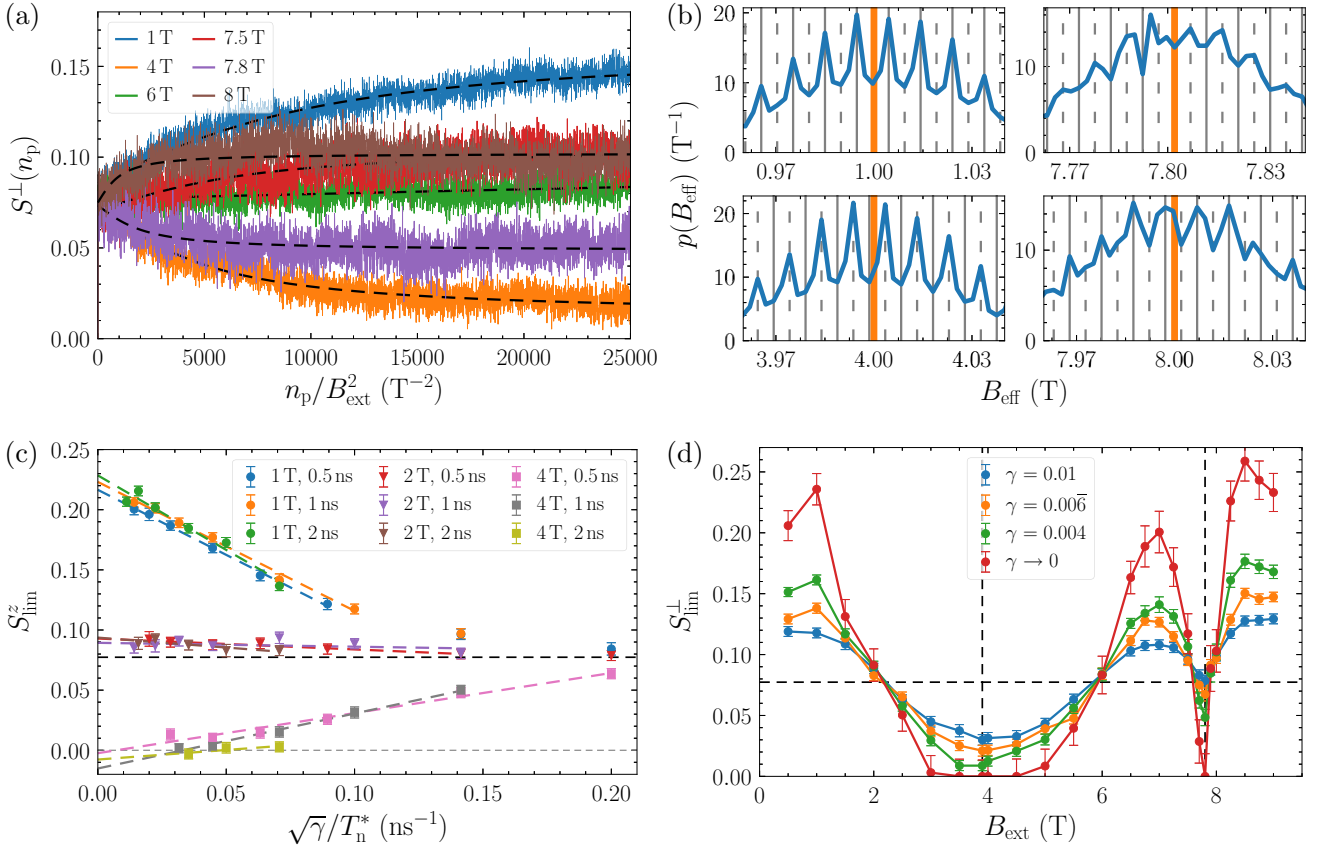 (a)
1 T
4 T
6 T
7.5 T
7.8 T
8 T
0.15
0.10
0.05
0.00
S⊥(nₚ)
0 5000 10000 15000 20000 25000
nₚ/B²ext (T⁻²)
(b)
20
10
0
0.97 1.00 1.03
10
0
7.77 7.80 7.83
20
10
0
3.97 4.00 4.03
10
0
7.97 8.00 8.03
p(Beff) (T⁻¹)
Beff (T)
(c)
1 T, 0.5 ns
1 T, 1 ns
1 T, 2 ns
2 T, 0.5 ns
2 T, 1 ns
2 T, 2 ns
4 T, 0.5 ns
4 T, 1 ns
4 T, 2 ns
0.25
0.20
0.15
0.10
0.05
0.00
Sᶻlim
0.00 0.05 0.10 0.15 0.20
√γ/T*ₙ (ns⁻¹)
(d)
γ = 0.01
γ = 0.006̅
γ = 0.004
γ → 0
0.25
0.20
0.15
0.10
0.05
0.00
S⊥lim
0 2 4 6 8
Bext (T)